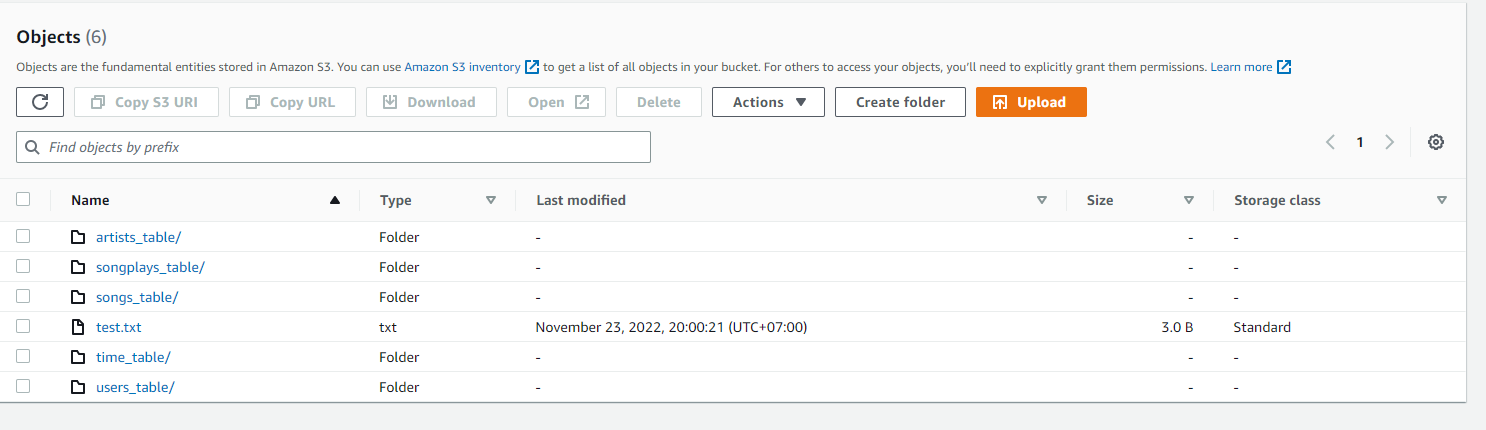 Objects (6)
Objects are the fundamental entities stored in Amazon S3. You can use Amazon S3 inventory to get a list of all objects in your bucket. For others to access your objects, you'll need to explicitly grant them permissions. Learn more
Copy S3 URI Copy URL Download Open Delete Actions Create folder Upload
Find objects by prefix 1
Name Type Last modified Size Storage class
artists_table/ Folder - - -
songplays_table/ Folder - - -
songs_table/ Folder - - -
test.txt txt November 23, 2022, 20:00:21 (UTC+07:00) 3.0 B Standard
time_table/ Folder - - -
users_table/ Folder - - -